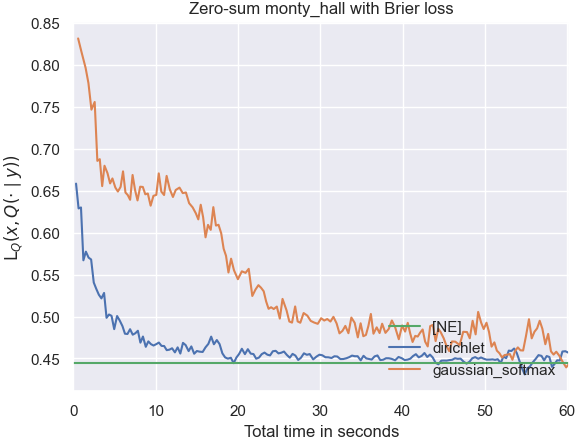 Zero-sum monty_hall with Brier loss
0.85
0.80
0.75
0.70
0.65
0.60
0.55
0.50
0.45
L_Q(x, Q(· | y))
[NE]
dirichlet
gaussian_softmax
0 10 20 30 40 50 60
Total time in seconds